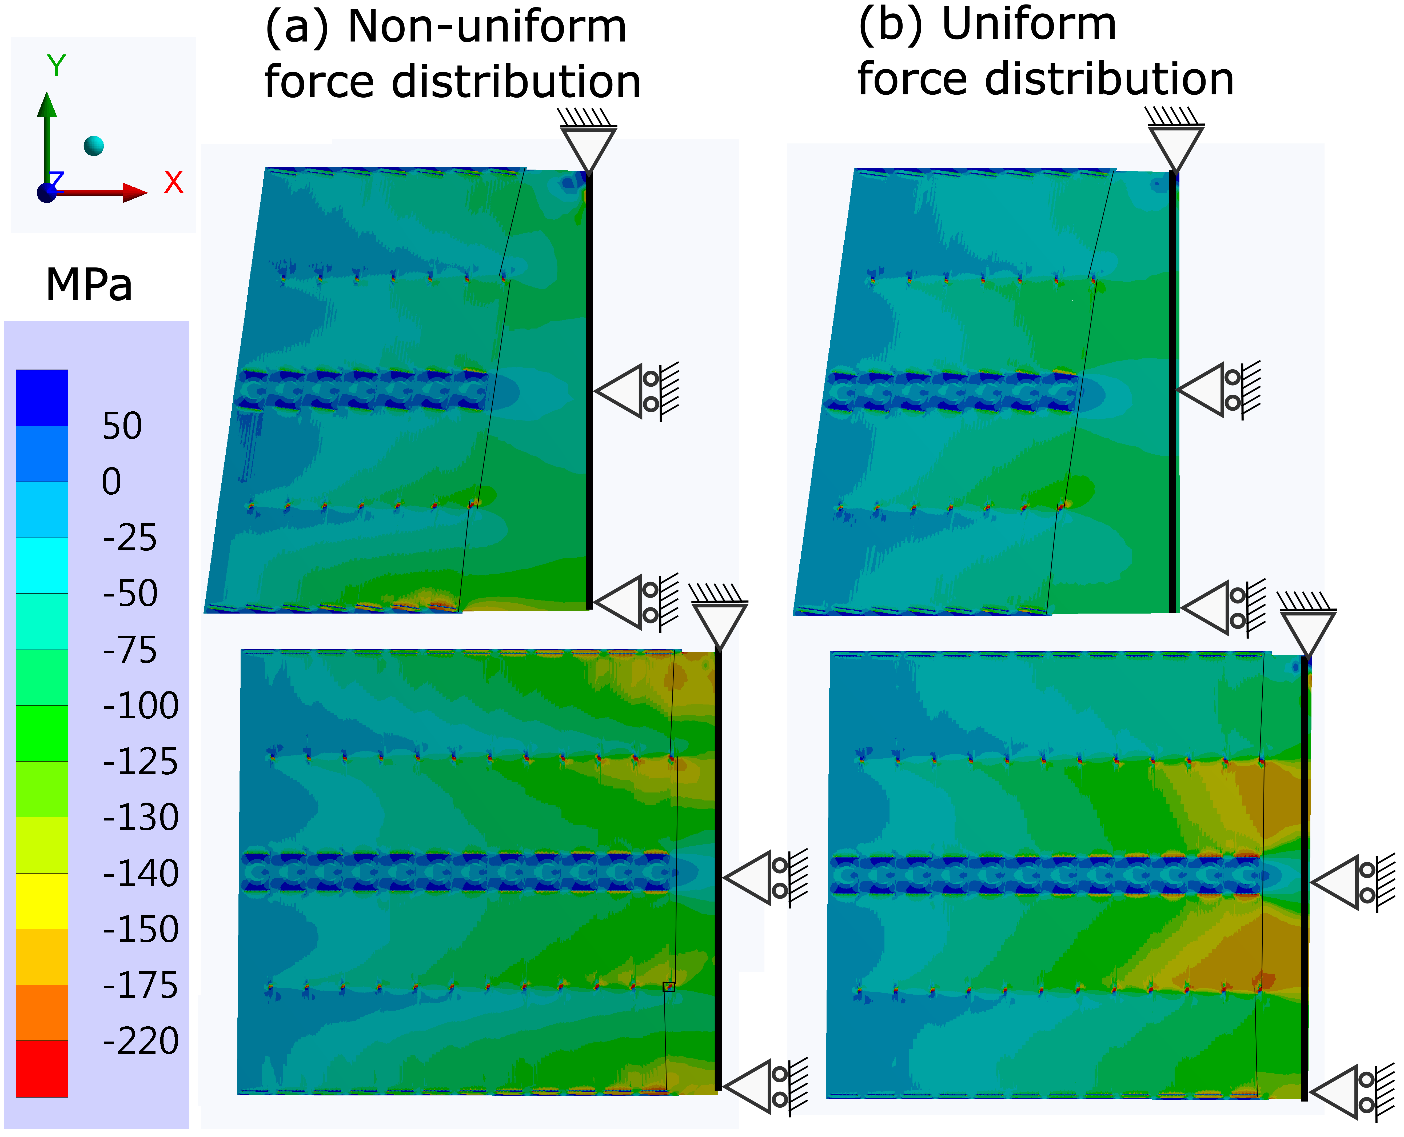 (a) Non-uniform
force distribution
(b) Uniform
force distribution
Y
Z
X
MPa
50
0
-25
-50
-75
-100
-125
-130
-140
-150
-175
-220